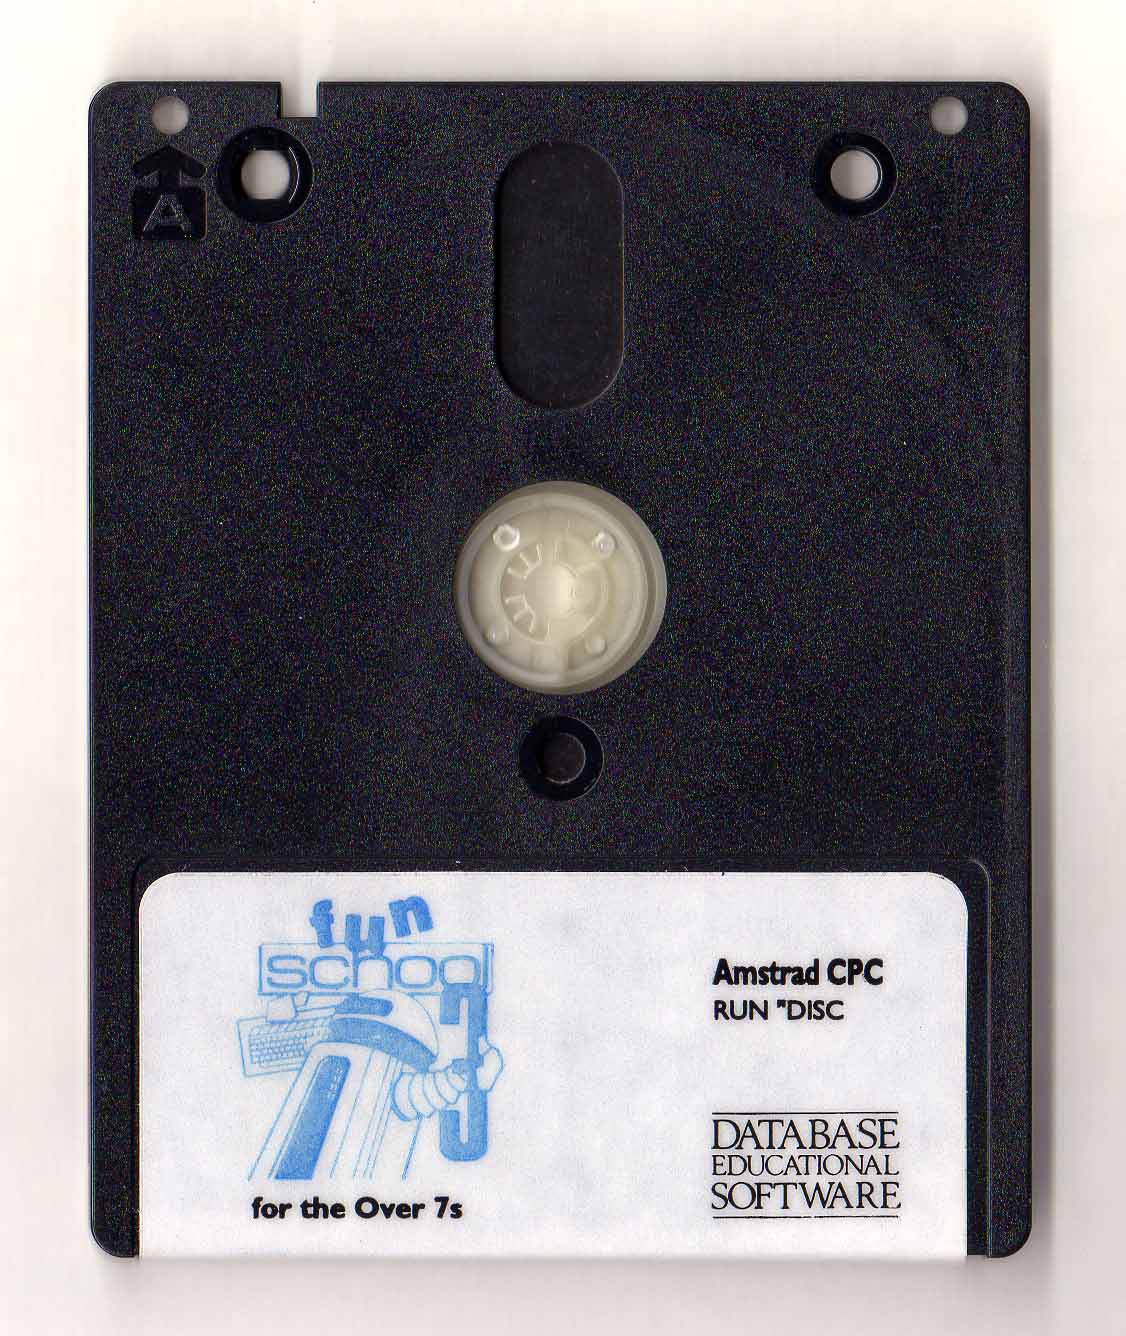 A
fun
school
3
for the Over 7s
Amstrad CPC
RUN "DISC
DATABASE
EDUCATIONAL
SOFTWARE